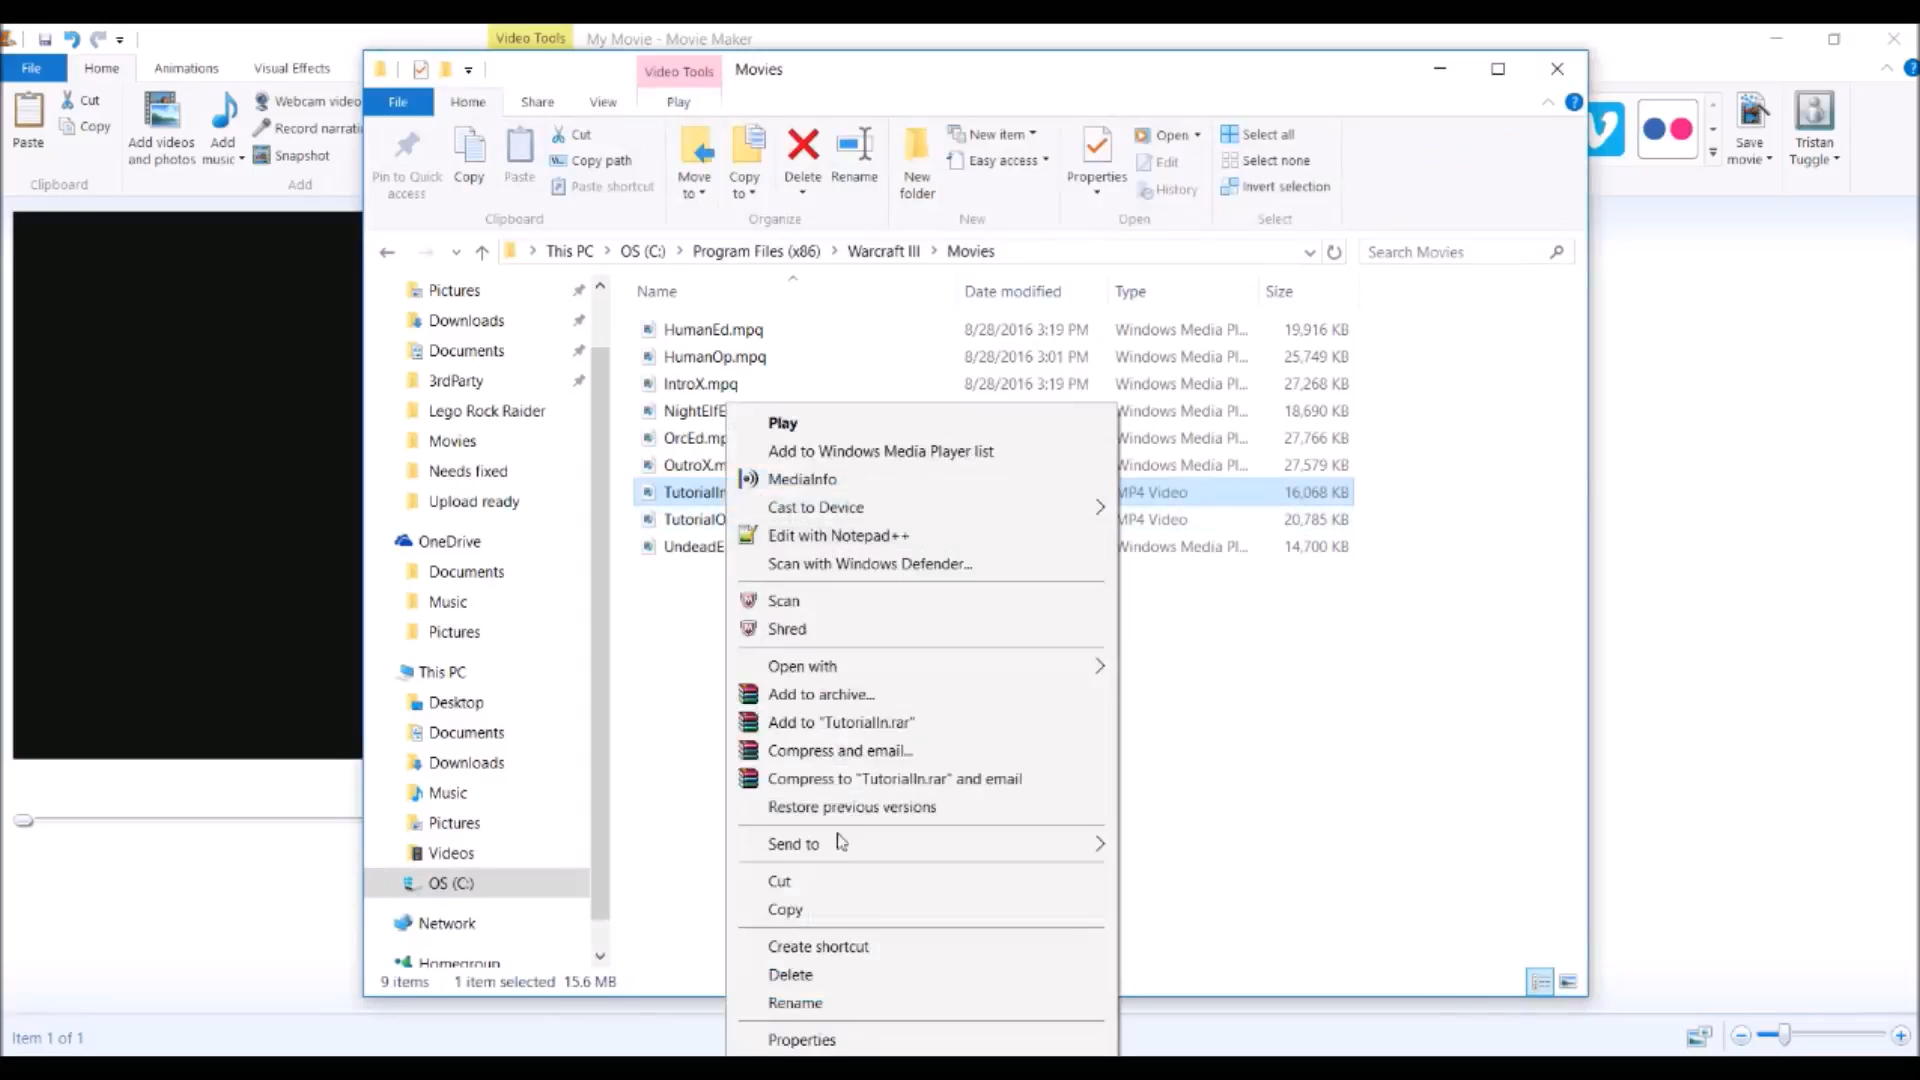 Video Tools My Movie - Movie Maker
File Home Animations Visual Effects
Paste
Cut
Copy
Clipboard
Add videos and photos
Add music
Webcam video
Record narrati
Snapshot
Add
Save movie
Tristan Tuggle
Video Tools Movies
File Home Share View Play
Pin to Quick access
Copy
Paste
Cut
Copy path
Paste shortcut
Clipboard
Move to
Copy to
Delete
Rename
Organize
New folder
New item
Easy access
New
Properties
Open
Edit
History
Open
Select all
Select none
Invert selection
Select
This PC OS (C:) Program Files (x86) Warcraft III Movies
Search Movies
Pictures
Downloads
Documents
3rdParty
Lego Rock Raider
Movies
Needs fixed
Upload ready
OneDrive
Documents
Music
Pictures
This PC
Desktop
Documents
Downloads
Music
Pictures
Videos
OS (C:)
Network
Homegroup
Name Date modified Type Size
HumanEd.mpq 8/28/2016 3:19 PM Windows Media Pl... 19,916 KB
HumanOp.mpq 8/28/2016 3:01 PM Windows Media Pl... 25,749 KB
IntroX.mpq 8/28/2016 3:19 PM Windows Media Pl... 27,268 KB
NightElfE Windows Media Pl... 18,690 KB
OrcEd.mp Windows Media Pl... 27,766 KB
OutroX.m Windows Media Pl... 27,579 KB
TutorialIn MP4 Video 16,068 KB
TutorialO MP4 Video 20,785 KB
UndeadE Windows Media Pl... 14,700 KB
Play
Add to Windows Media Player list
MediaInfo
Cast to Device
Edit with Notepad++
Scan with Windows Defender...
Scan
Shred
Open with
Add to archive...
Add to "TutorialIn.rar"
Compress and email...
Compress to "TutorialIn.rar" and email
Restore previous versions
Send to
Cut
Copy
Create shortcut
Delete
Rename
Properties
9 items 1 item selected 15.6 MB
Item 1 of 1